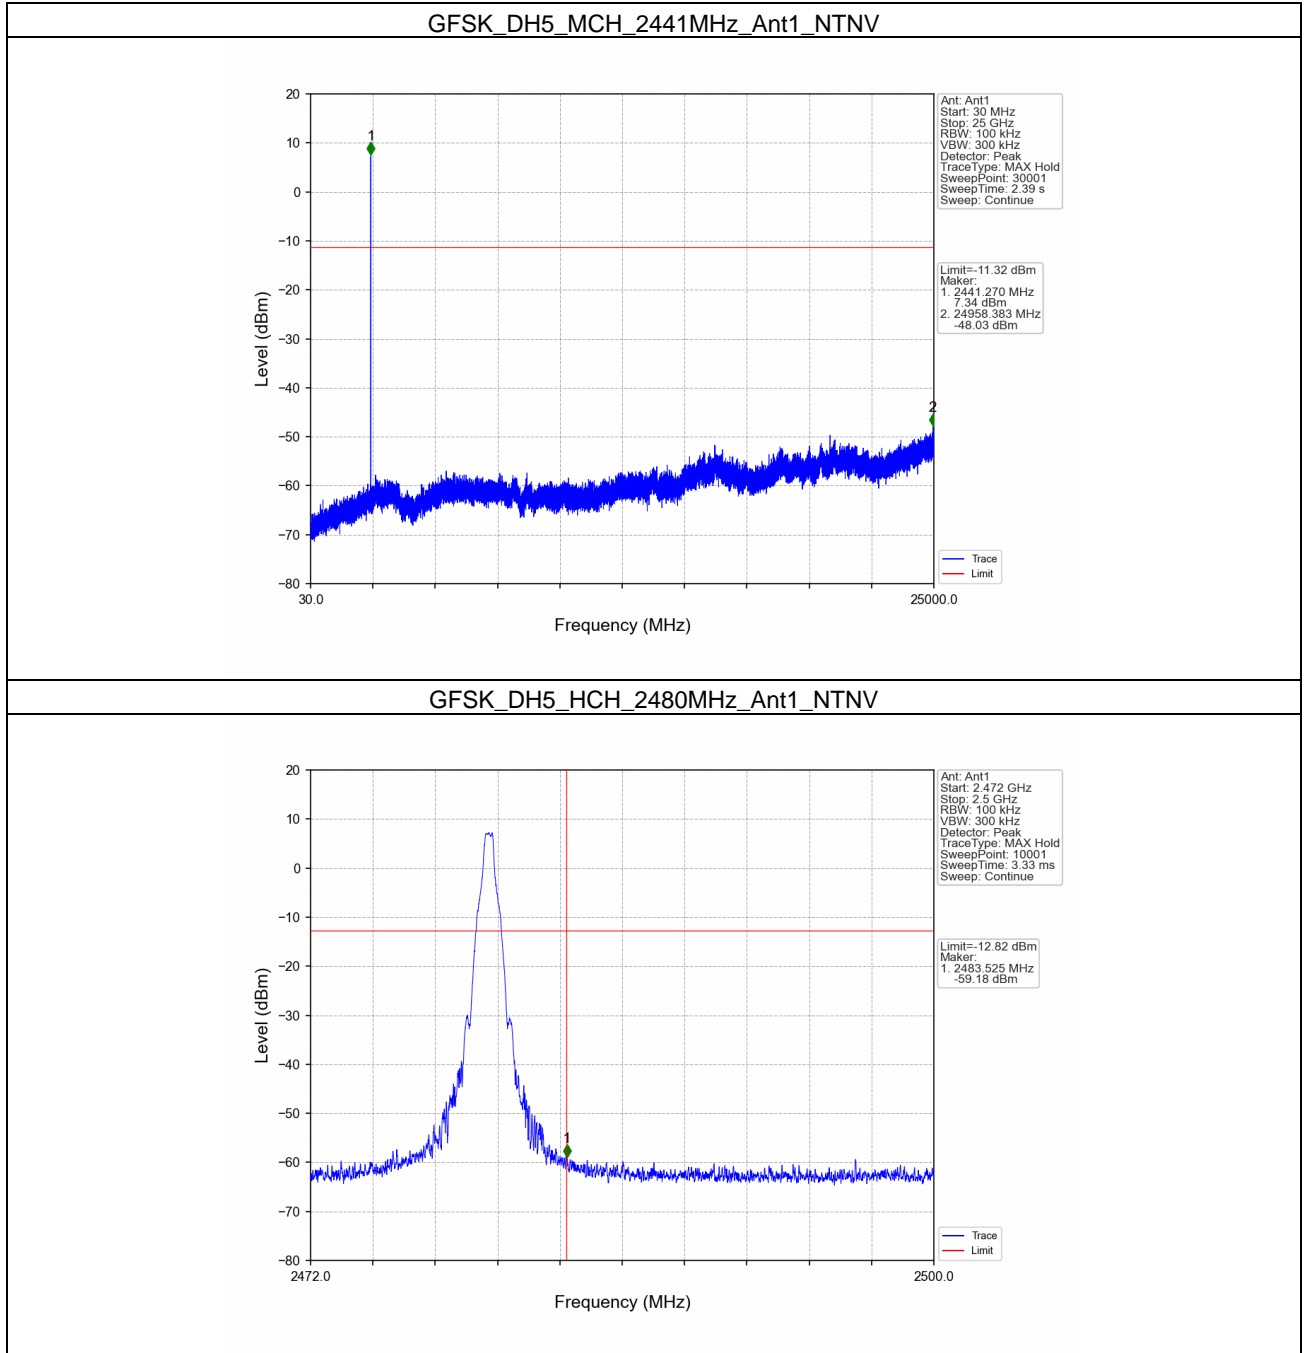 GFSK_DH5_MCH_2441MHz_Ant1_NTNV
20
10
0
−10
−20
−30
−40
−50
−60
−70
−80
Level (dBm)
1
2
30.0
25000.0
Frequency (MHz)
Ant: Ant1
Start: 30 MHz
Stop: 25 GHz
RBW: 100 kHz
VBW: 300 kHz
Detector: Peak
TraceType: MAX Hold
SweepPoint: 30001
SweepTime: 2.39 s
Sweep: Continue
Limit=-11.32 dBm
Maker:
1. 2441.270 MHz
7.34 dBm
2. 24958.383 MHz
-48.03 dBm
Trace
Limit
GFSK_DH5_HCH_2480MHz_Ant1_NTNV
20
10
0
−10
−20
−30
−40
−50
−60
−70
−80
Level (dBm)
1
2472.0
2500.0
Frequency (MHz)
Ant: Ant1
Start: 2.472 GHz
Stop: 2.5 GHz
RBW: 100 kHz
VBW: 300 kHz
Detector: Peak
TraceType: MAX Hold
SweepPoint: 10001
SweepTime: 3.33 ms
Sweep: Continue
Limit=-12.82 dBm
Maker:
1. 2483.525 MHz
-59.18 dBm
Trace
Limit